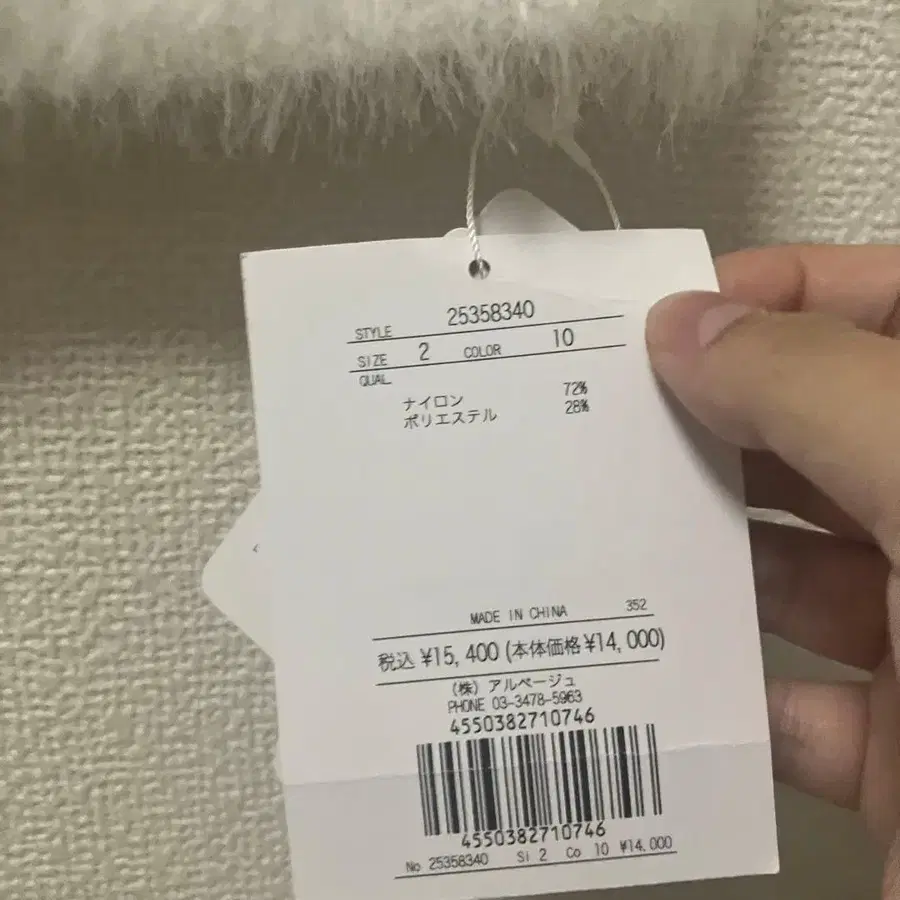 STYLE 25358340
SIZE 2 COLOR 10
QUAL
ナイロン 72%
ポリエステル 28%
MADE IN CHINA 352
税込 ¥15,400 (本体価格¥14,000)
(株) アルページュ
PHONE 03-3478-5963
4550382710746
4550382710746
No 25358340 Si 2 Co 10 ¥14,000